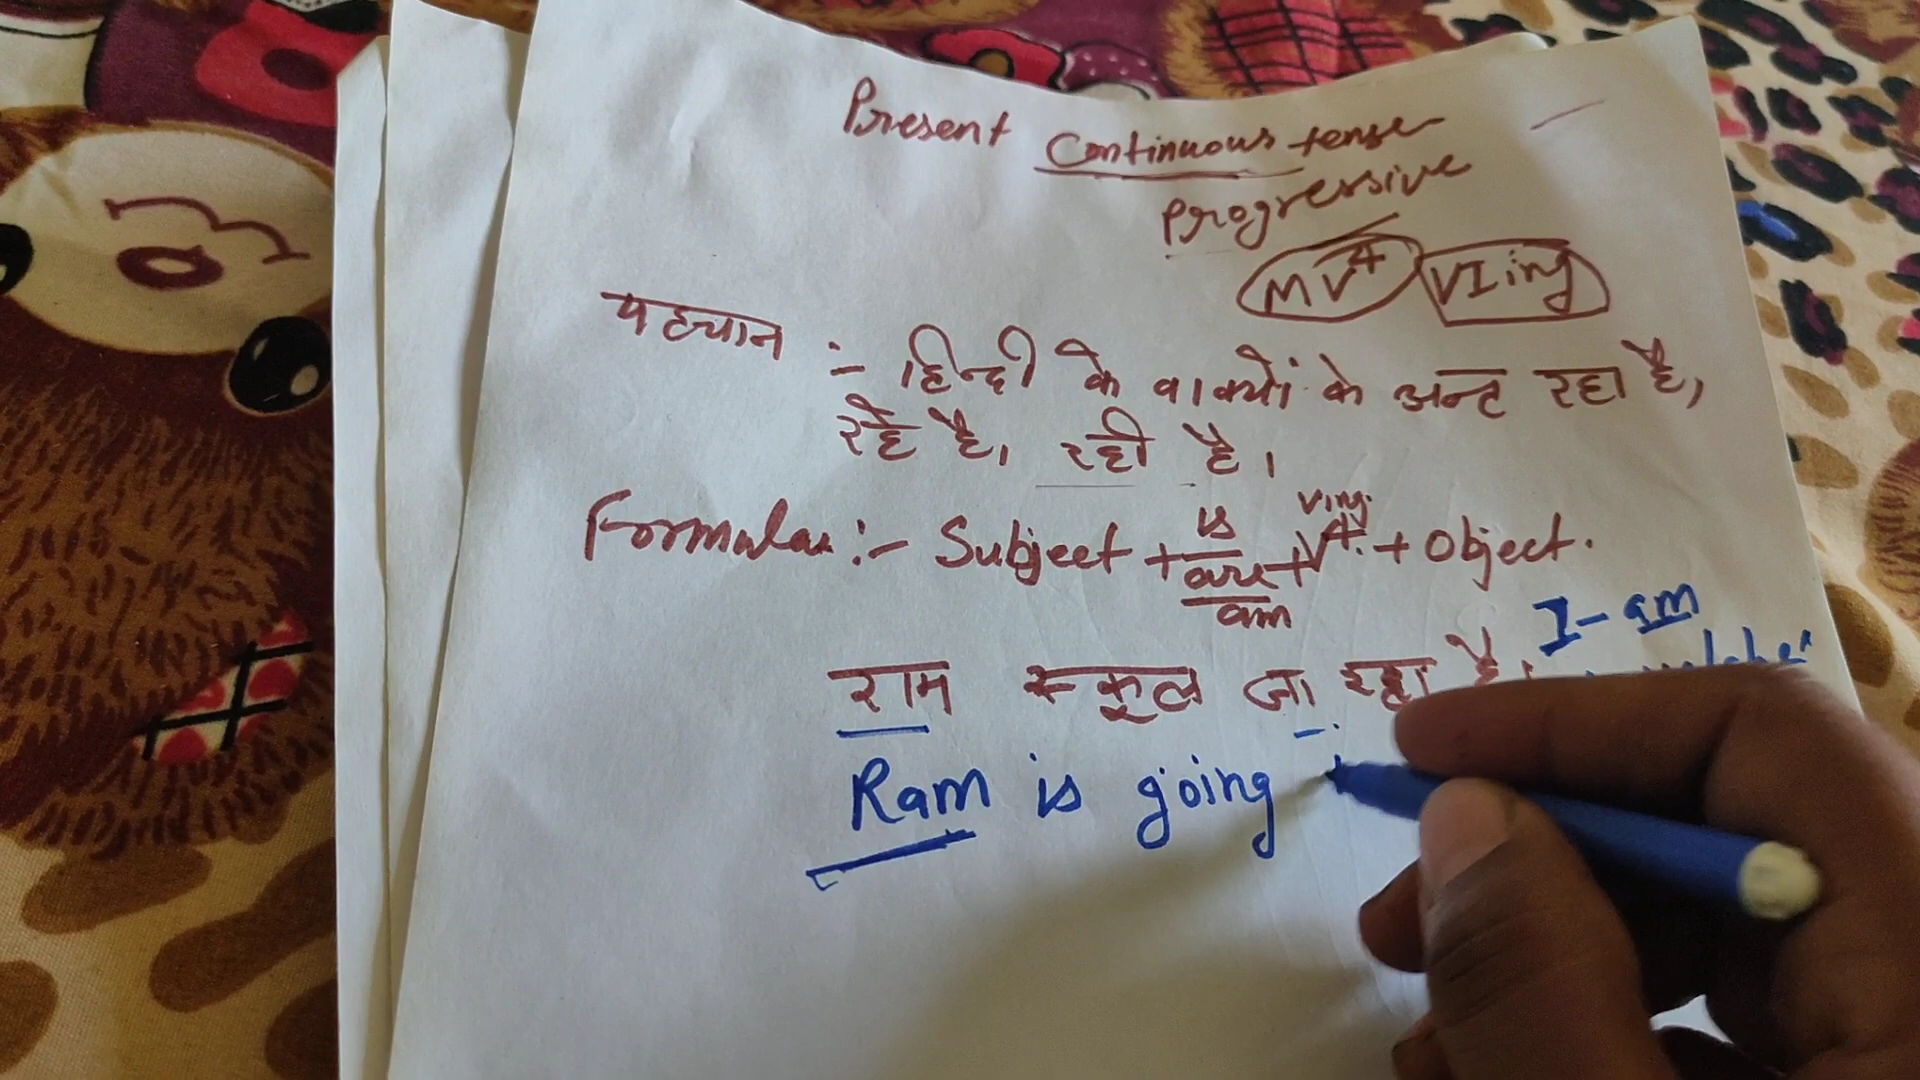 Present Continuous tense
Progressive
MV4 VIing
पहचान :- हिन्दी के वाक्यों के अन्त रहा है,
रहे है, रही है।
Formula :- Subject + is/are/am + V4 + Object.
Ving
I - am
राम स्कूल जा रहा है।
Ram is going